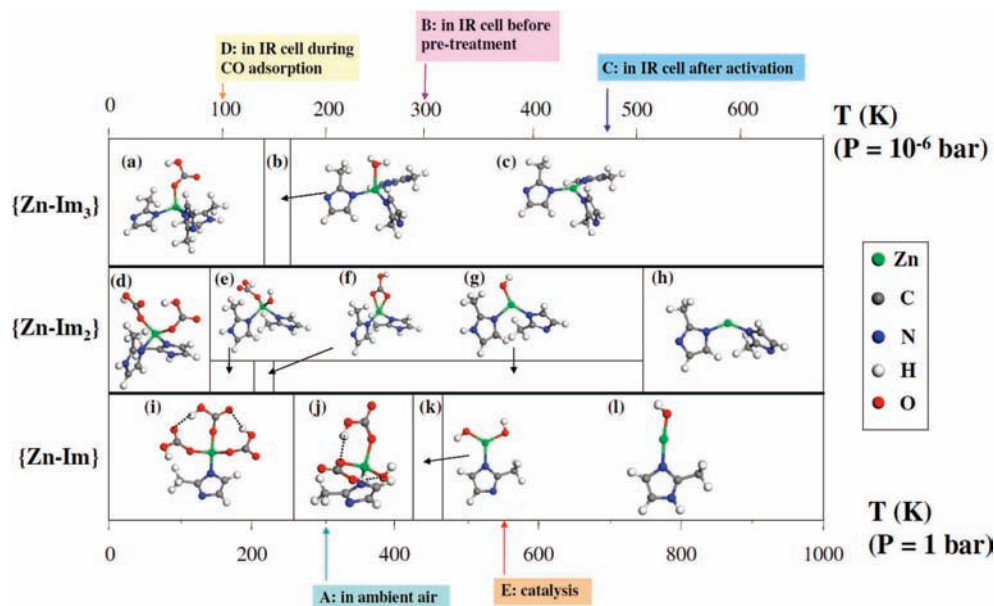 D: in IR cell during
CO adsorption
B: in IR cell before
pre-treatment
C: in IR cell after activation
0 100 200 300 400 500 600
T (K)
(P = 10⁻⁶ bar)
(a) (b) (c)
{Zn-Im₃}
(d) (e) (f) (g) (h)
{Zn-Im₂}
(i) (j) (k) (l)
{Zn-Im}
Zn
C
N
H
O
0 200 400 600 800 1000
T (K)
(P = 1 bar)
A: in ambient air
E: catalysis